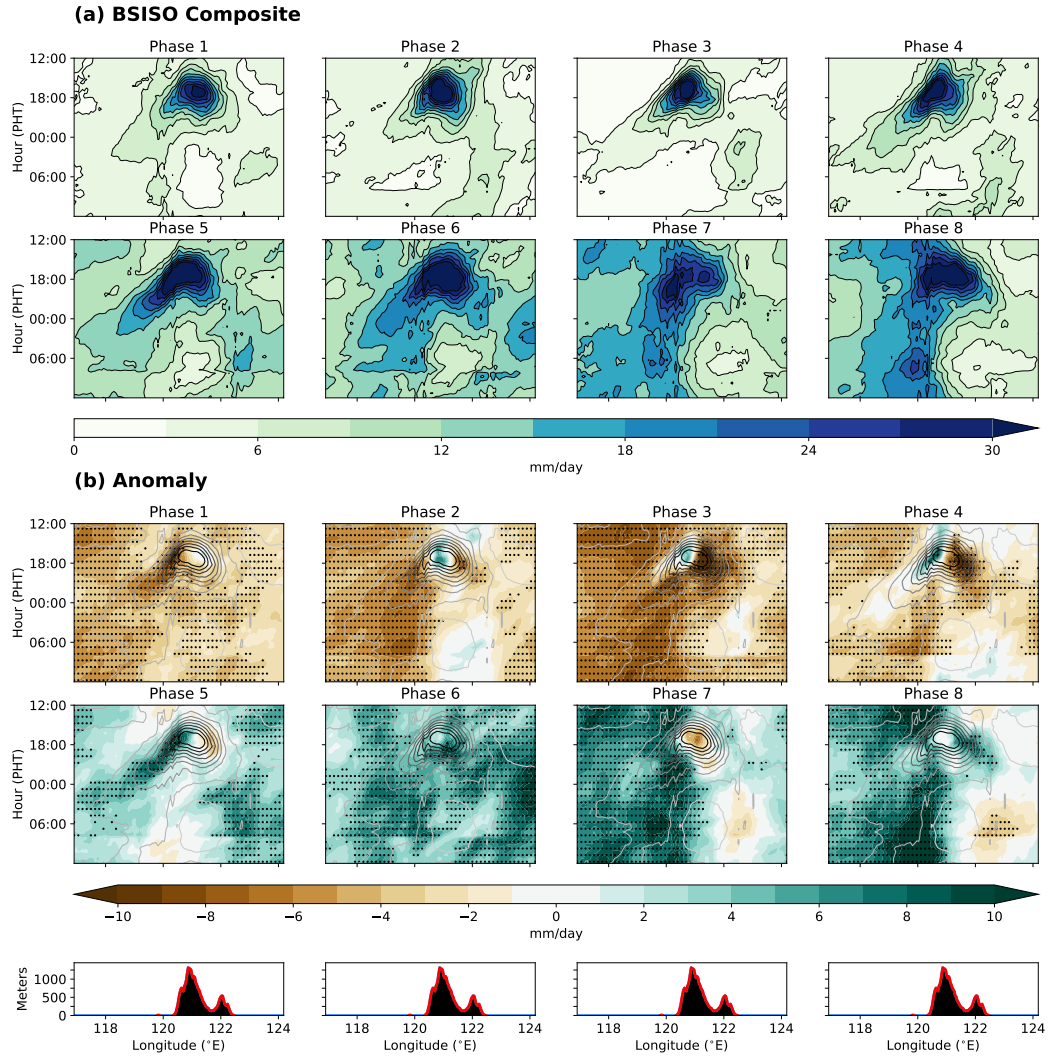 (a) BSISO Composite
Phase 1 Phase 2 Phase 3 Phase 4
12:00
18:00
00:00
06:00
Hour (PHT)
Phase 5 Phase 6 Phase 7 Phase 8
12:00
18:00
00:00
06:00
Hour (PHT)
0 6 12 18 24 30
mm/day
(b) Anomaly
Phase 1 Phase 2 Phase 3 Phase 4
12:00
18:00
00:00
06:00
Hour (PHT)
Phase 5 Phase 6 Phase 7 Phase 8
12:00
18:00
00:00
06:00
Hour (PHT)
−10 −8 −6 −4 −2 0 2 4 6 8 10
mm/day
Meters
1000
500
0
118 120 122 124 118 120 122 124 118 120 122 124 118 120 122 124
Longitude (°E) Longitude (°E) Longitude (°E) Longitude (°E)